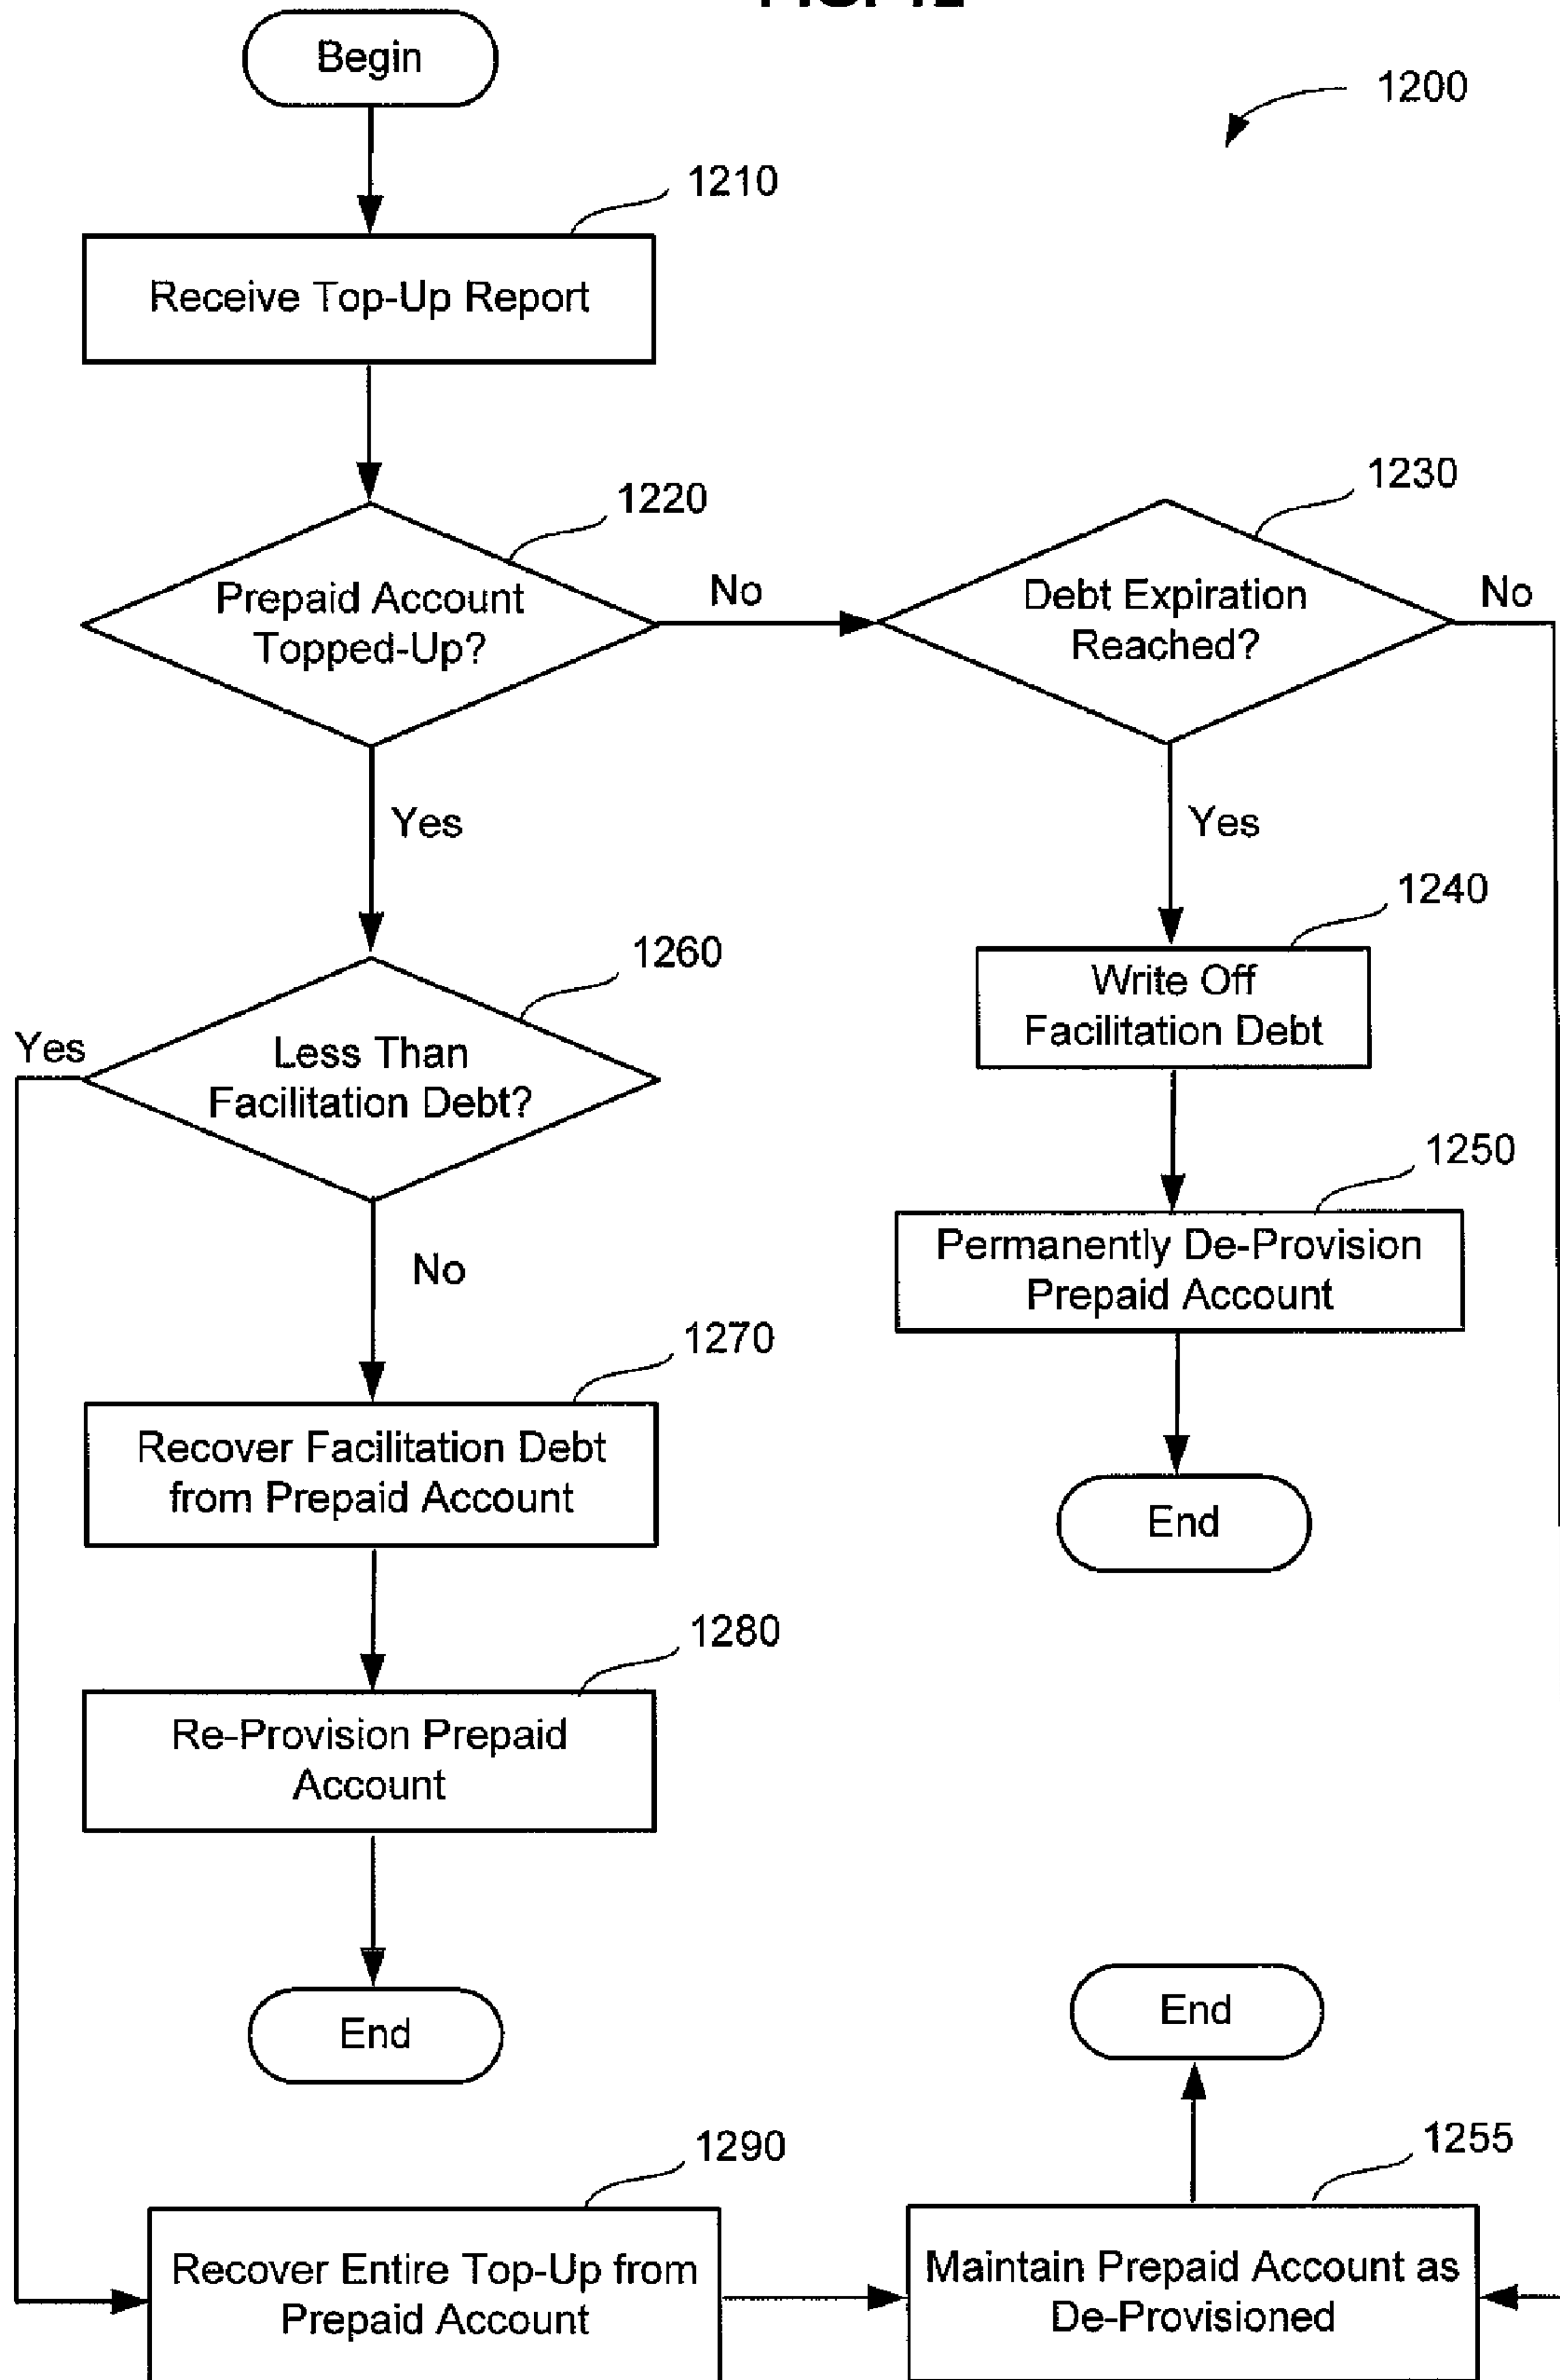 Begin
1200
1210
Receive Top-Up Report
1220
Prepaid Account
Topped-Up?
No
1230
Debt Expiration
Reached?
No
Yes
Yes
1240
Write Off
Facilitation Debt
1260
Less Than
Facilitation Debt?
Yes
1250
Permanently De-Provision
Prepaid Account
No
1270
Recover Facilitation Debt
from Prepaid Account
End
1280
Re-Provision Prepaid
Account
End
End
1290
Recover Entire Top-Up from
Prepaid Account
1255
Maintain Prepaid Account as
De-Provisioned